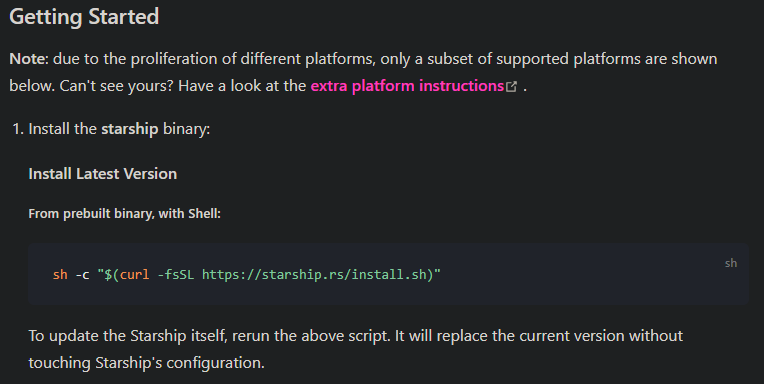 Getting Started
Note: due to the proliferation of different platforms, only a subset of supported platforms are shown
below. Can't see yours? Have a look at the extra platform instructions .
1. Install the starship binary:
Install Latest Version
From prebuilt binary, with Shell:
sh
sh -c "$(curl -fsSL https://starship.rs/install.sh)"
To update the Starship itself, rerun the above script. It will replace the current version without
touching Starship's configuration.